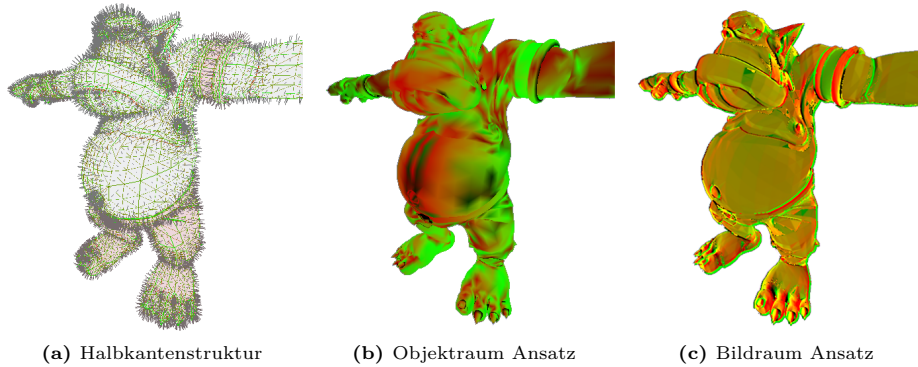 (a) Halbkantenstruktur
(b) Objektraum Ansatz
(c) Bildraum Ansatz